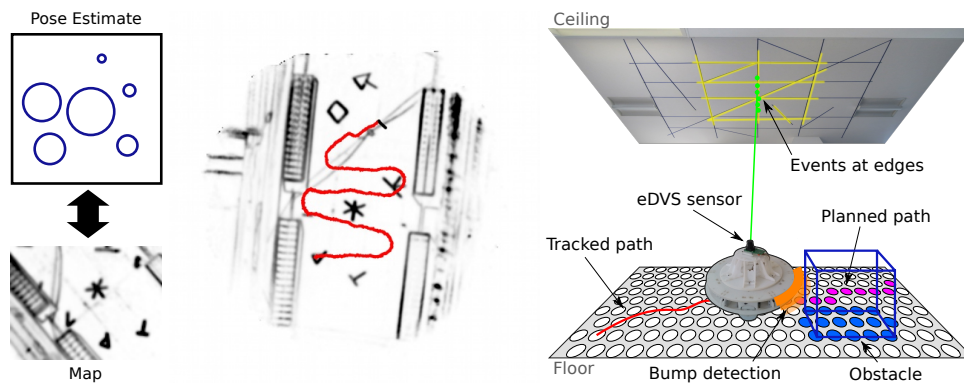 Pose Estimate
Map
Ceiling
Events at edges
eDVS sensor
Planned path
Tracked path
Floor
Bump detection
Obstacle